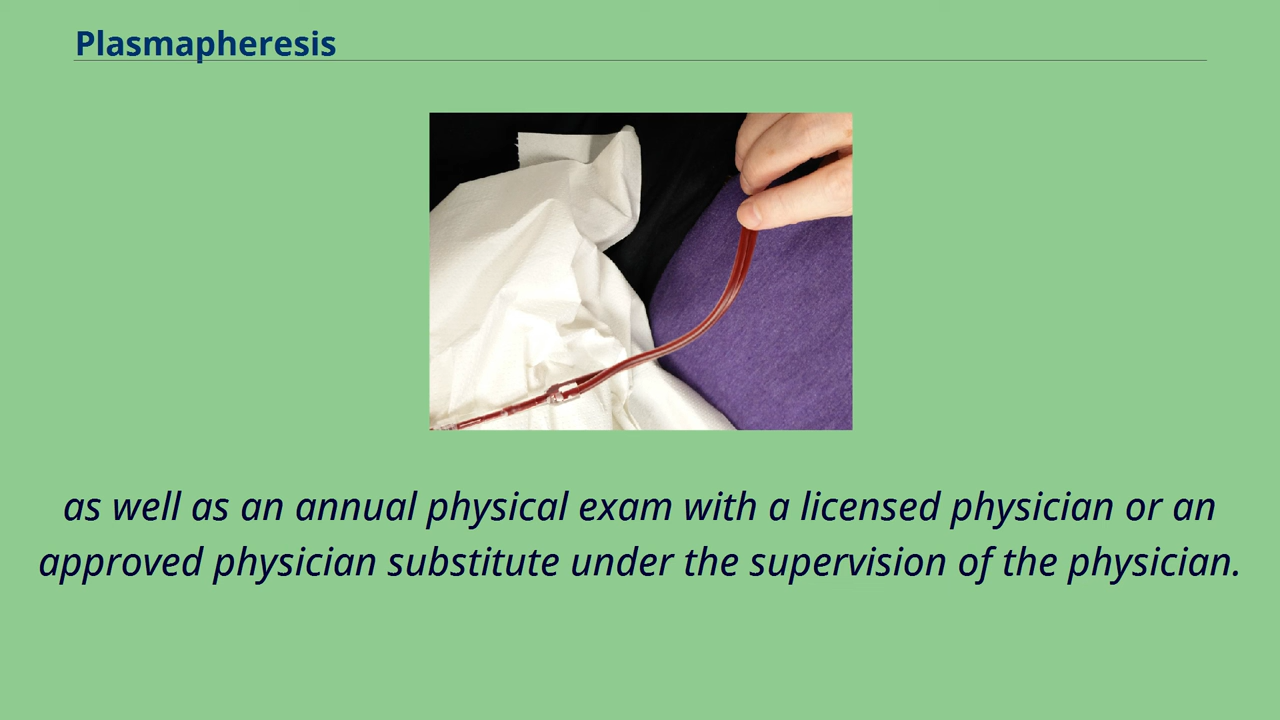 Plasmapheresis
as well as an annual physical exam with a licensed physician or an
approved physician substitute under the supervision of the physician.